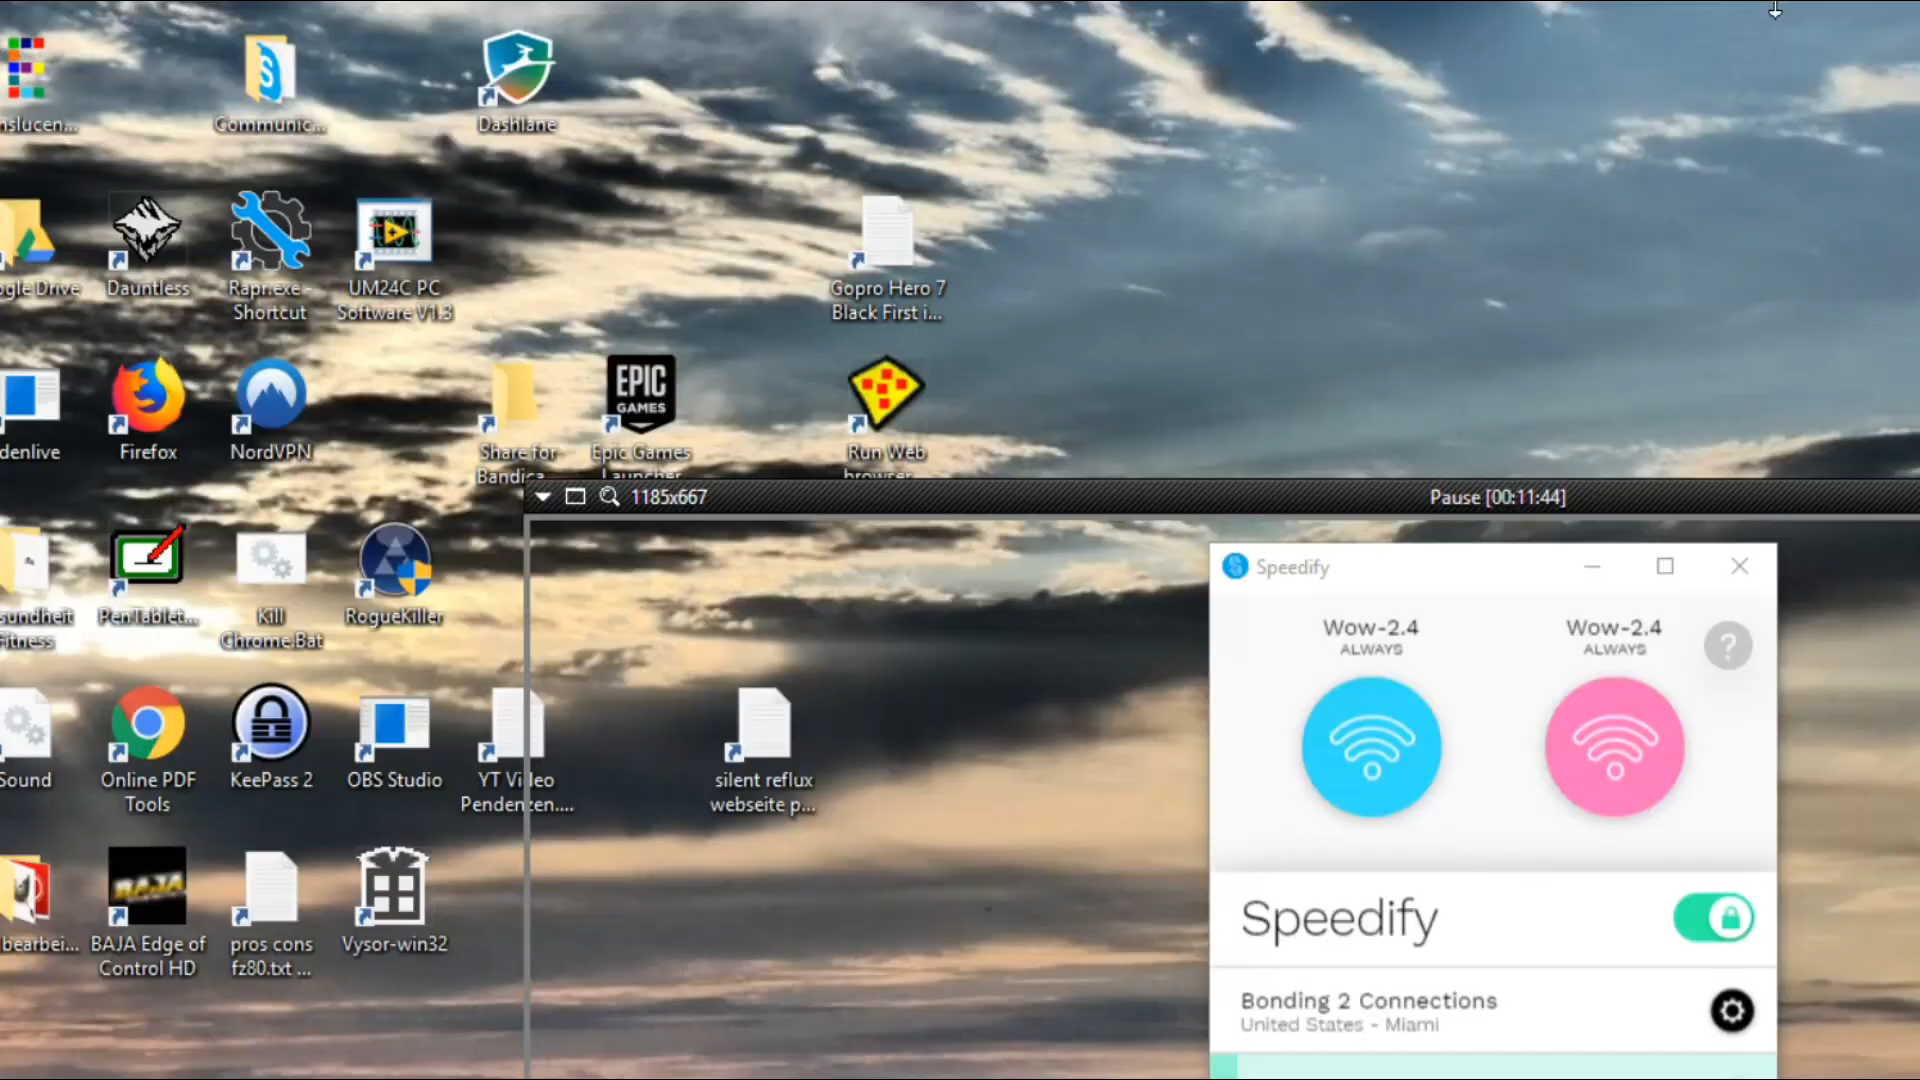 nslucen...
Communic...
Dashlane
ogle Drive
Dauntless
Rapr.exe -
Shortcut
UM24C PC
Software V1.3
Gopro Hero 7
Black First i...
denlive
Firefox
NordVPN
Share for
Bandica...
EPIC
GAMES
Epic Games
Launcher
Run Web
browser...
1185x667
Pause [00:11:44]
sundheit
Fitness
PenTablet...
Kill
Chrome.Bat
RogueKiller
Speedify
Wow-2.4
ALWAYS
Wow-2.4
ALWAYS
?
Sound
Online PDF
Tools
KeePass 2
OBS Studio
YT Video
Pendenzen....
silent reflux
webseite p...
Speedify
bearbei...
BAJA
BAJA Edge of
Control HD
pros cons
fz80.txt ...
Vysor-win32
Bonding 2 Connections
United States - Miami